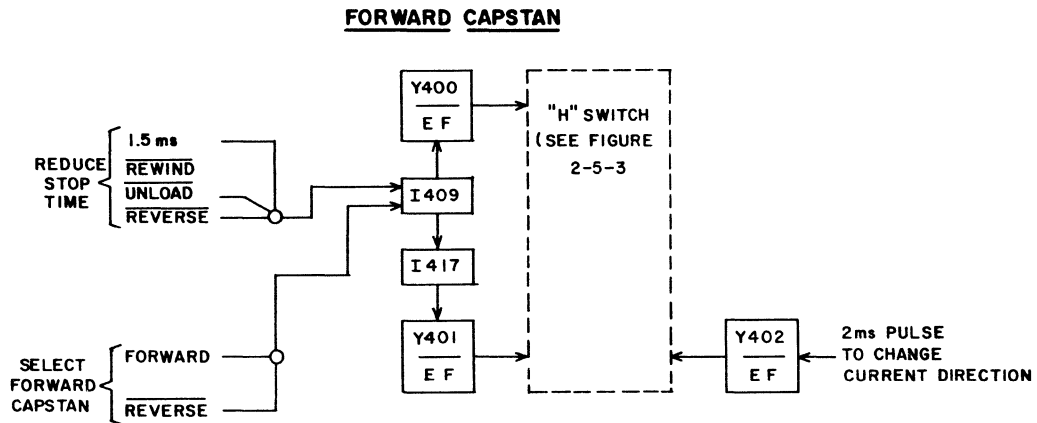 FORWARD CAPSTAN
Y400
EF
"H" SWITCH
(SEE FIGURE
2-5-3
REDUCE
STOP
TIME
1.5 ms
REWIND
UNLOAD
REVERSE
I409
I417
Y401
EF
SELECT
FORWARD
CAPSTAN
FORWARD
REVERSE
Y402
EF
2ms PULSE
TO CHANGE
CURRENT DIRECTION